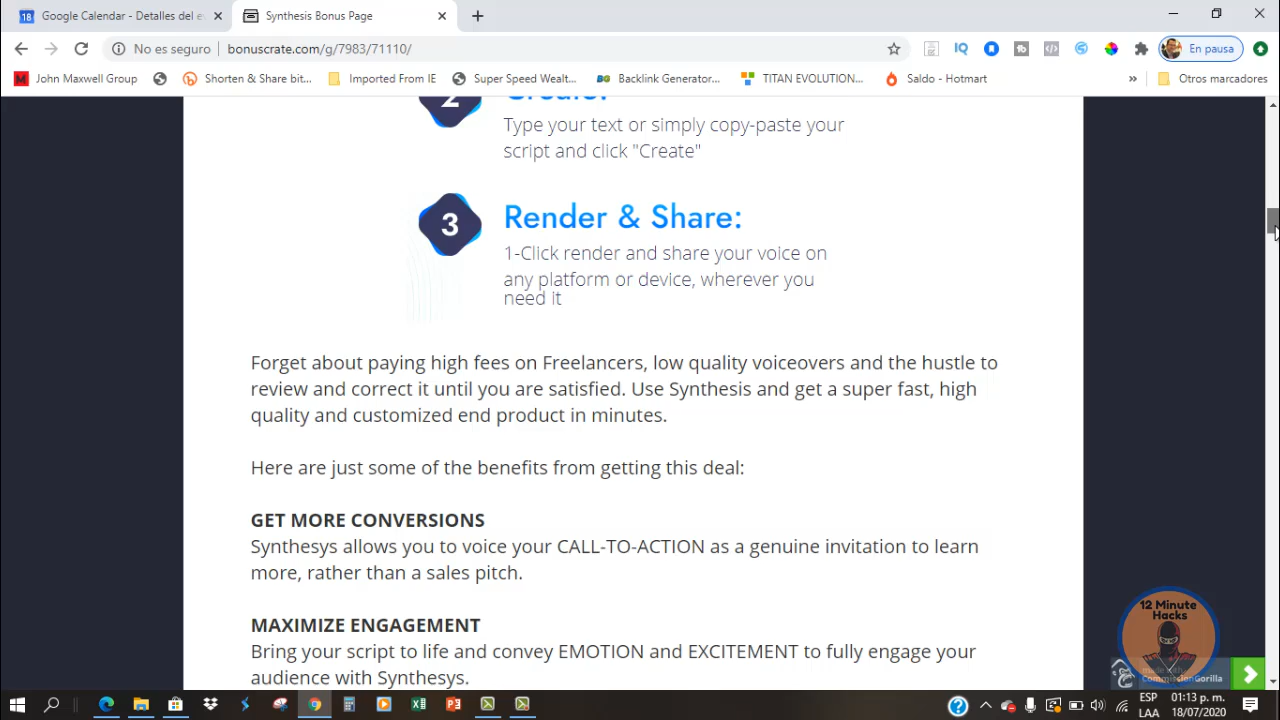 Google Calendar - Detalles del e
Synthesis Bonus Page
No es seguro
bonuscrate.com/g/7983/71110/
En pausa
John Maxwell Group
Shorten & Share bit...
Imported From IE
Super Speed Wealt...
Backlink Generator...
TITAN EVOLUTION...
Saldo - Hotmart
»
Otros marcadores
2
Create:
Type your text or simply copy-paste your
script and click "Create"
3
Render & Share:
1-Click render and share your voice on
any platform or device, wherever you
need it
Forget about paying high fees on Freelancers, low quality voiceovers and the hustle to
review and correct it until you are satisfied. Use Synthesis and get a super fast, high
quality and customized end product in minutes.
Here are just some of the benefits from getting this deal:
GET MORE CONVERSIONS
Synthesys allows you to voice your CALL-TO-ACTION as a genuine invitation to learn
more, rather than a sales pitch.
MAXIMIZE ENGAGEMENT
Bring your script to life and convey EMOTION and EXCITEMENT to fully engage your
audience with Synthesys.
12 Minute
Hacks
made with
CommissionGorilla
ESP
LAA
01:13 p. m.
18/07/2020